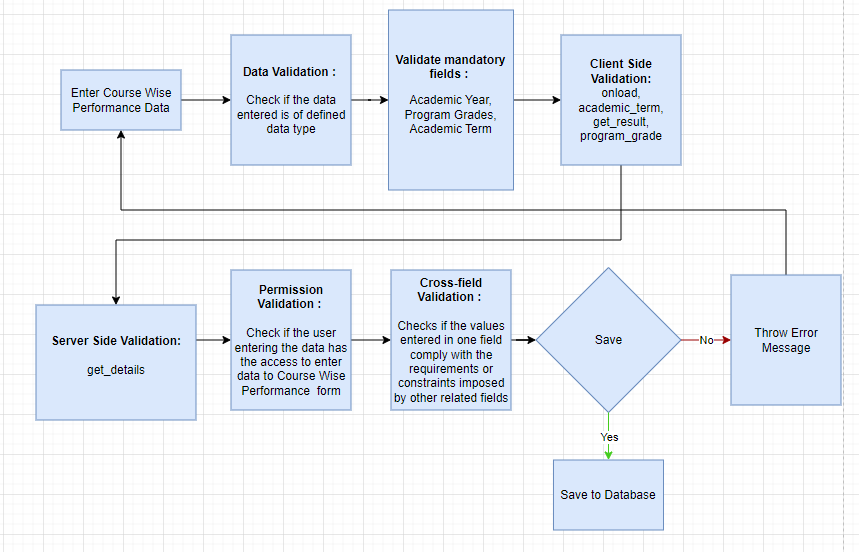 Enter Course Wise
Performance Data
Data Validation :
Check if the data
entered is of defined
data type
Validate mandatory
fields :
Academic Year,
Program Grades,
Academic Term
Client Side
Validation:
onload,
academic_term,
get_result,
program_grade
Server Side Validation:
get_details
Permission
Validation :
Check if the user
entering the data has
the access to enter
data to Course Wise
Performance form
Cross-field
Validation :
Checks if the values
entered in one field
comply with the
requirements or
constraints imposed
by other related fields
Save
No
Throw Error
Message
Yes
Save to Database